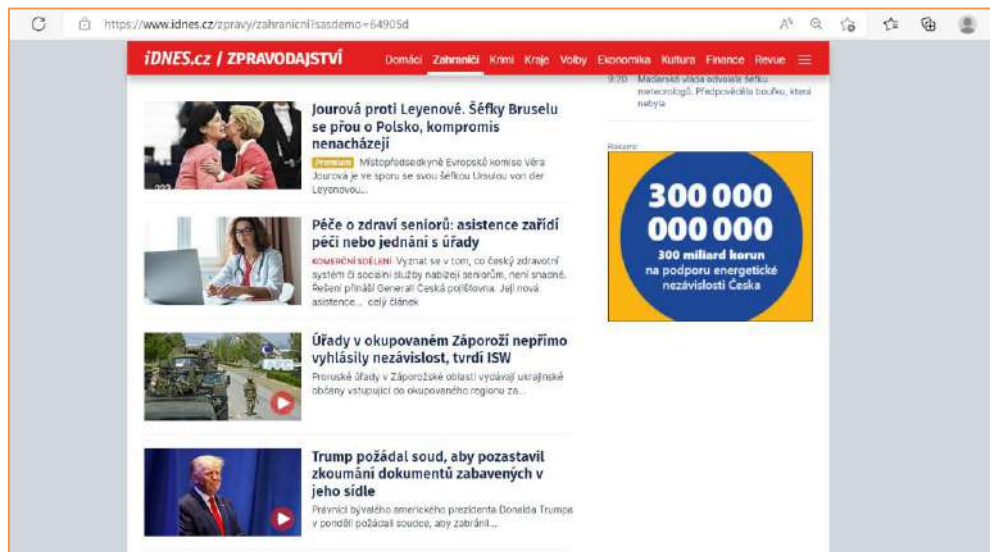 https://www.idnes.cz/zpravy/zahranicni?sasdemo=64905d
iDNES.cz / ZPRAVODAJSTVÍ
Domácí Zahraničí Krimi Kraje Volby Ekonomika Kultura Finance Revue
9:20 Maďarská vláda odvolala šéfku
meteorologů. Předpověděla bouřku, která
nebyla
Jourová proti Leyenové. Šéfky Bruselu
se přou o Polsko, kompromis
nenacházejí
Premium Místopředsedkyně Evropské komise Věra
Jourová je ve sporu se svou šéfkou Ursulou von der
Leyenovou...
Reklama
300 000
000 000
300 miliard korun
na podporu energetické
nezávislosti Česka
Péče o zdraví seniorů: asistence zařídí
péči nebo jednání s úřady
KOMERČNÍ SDĚLENÍ Vyznat se v tom, co český zdravotní
systém či sociální služby nabízejí seniorům, není snadné.
Řešení přináší Generali Česká pojišťovna. Její nová
asistence... celý článek
Úřady v okupovaném Záporoží nepřímo
vyhlásily nezávislost, tvrdí ISW
Proruské úřady v Záporožské oblasti vydávají ukrajinské
občany vstupující do okupovaného regionu za...
Trump požádal soud, aby pozastavil
zkoumání dokumentů zabavených v
jeho sídle
Právníci bývalého amerického prezidenta Donalda Trumpa
v pondělí požádali soudce, aby zabránil...